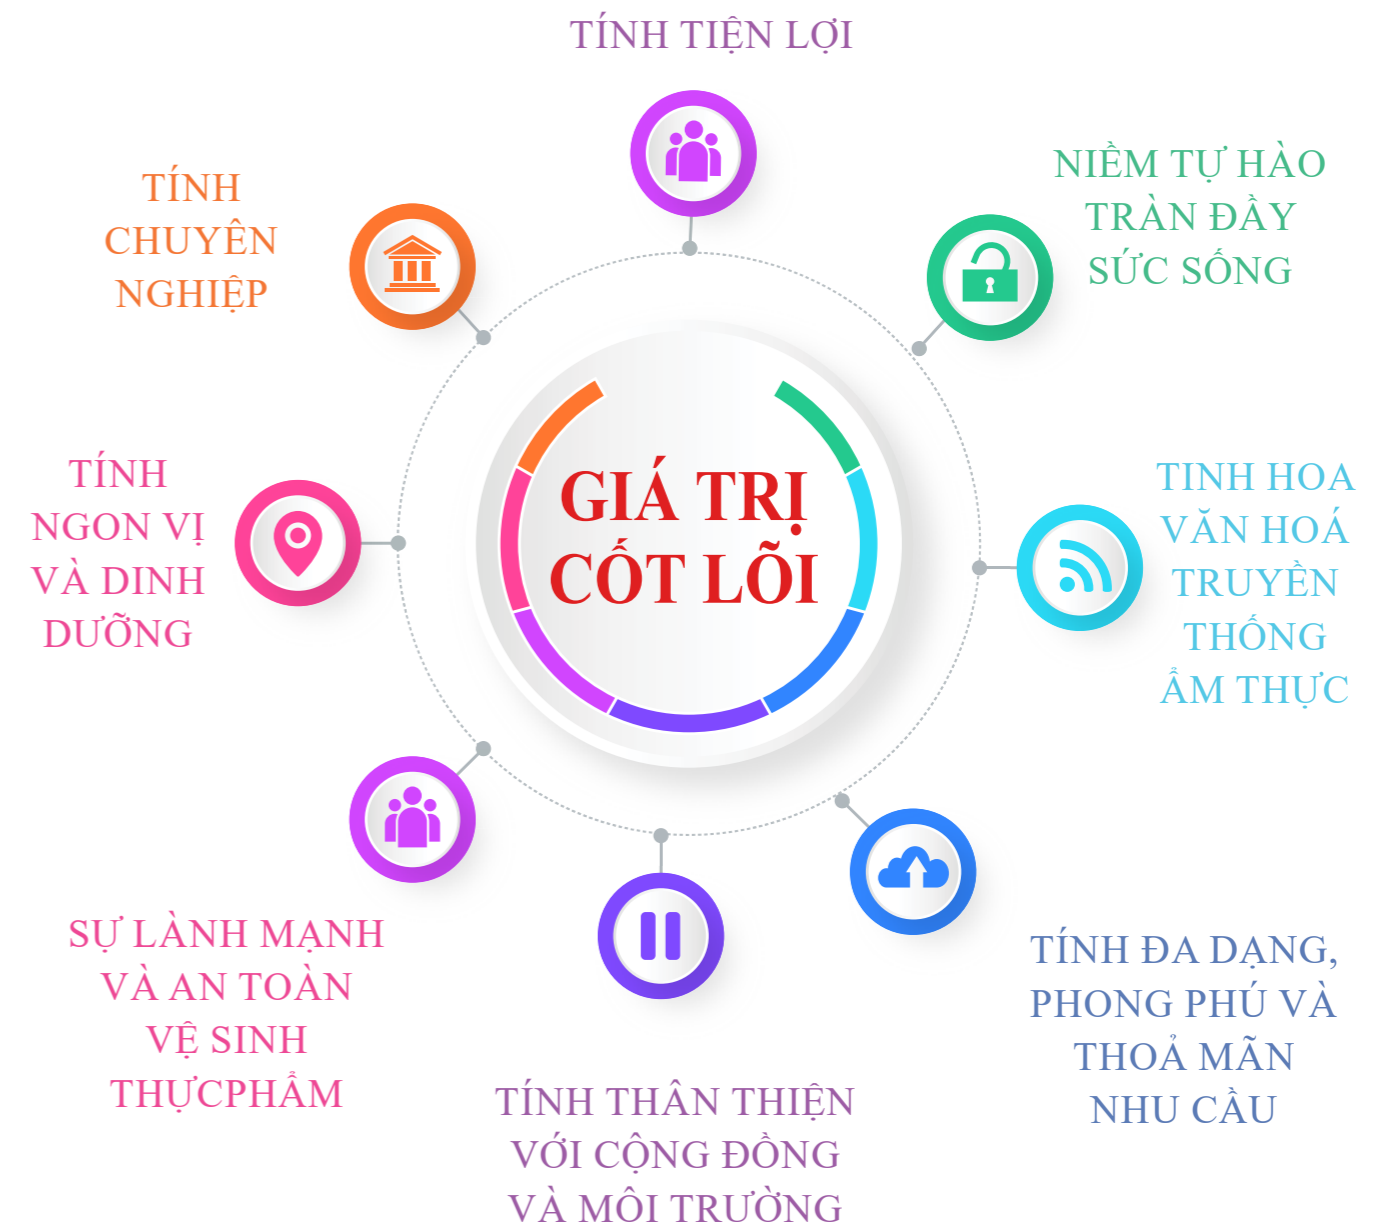 TÍNH TIỆN LỢI
NIỀM TỰ HÀO
TRÀN ĐẦY
SỨC SỐNG
TÍNH
CHUYÊN
NGHIỆP
GIÁ TRỊ
CỐT LÕI
TÍNH
NGON VỊ
VÀ DINH
DƯỠNG
TINH HOA
VĂN HOÁ
TRUYỀN
THỐNG
ẨM THỰC
SỰ LÀNH MẠNH
VÀ AN TOÀN
VỆ SINH
THỰCPHẨM
TÍNH THÂN THIỆN
VỚI CỘNG ĐỒNG
VÀ MÔI TRƯỜNG
TÍNH ĐA DẠNG,
PHONG PHÚ VÀ
THOẢ MÃN
NHU CẦU